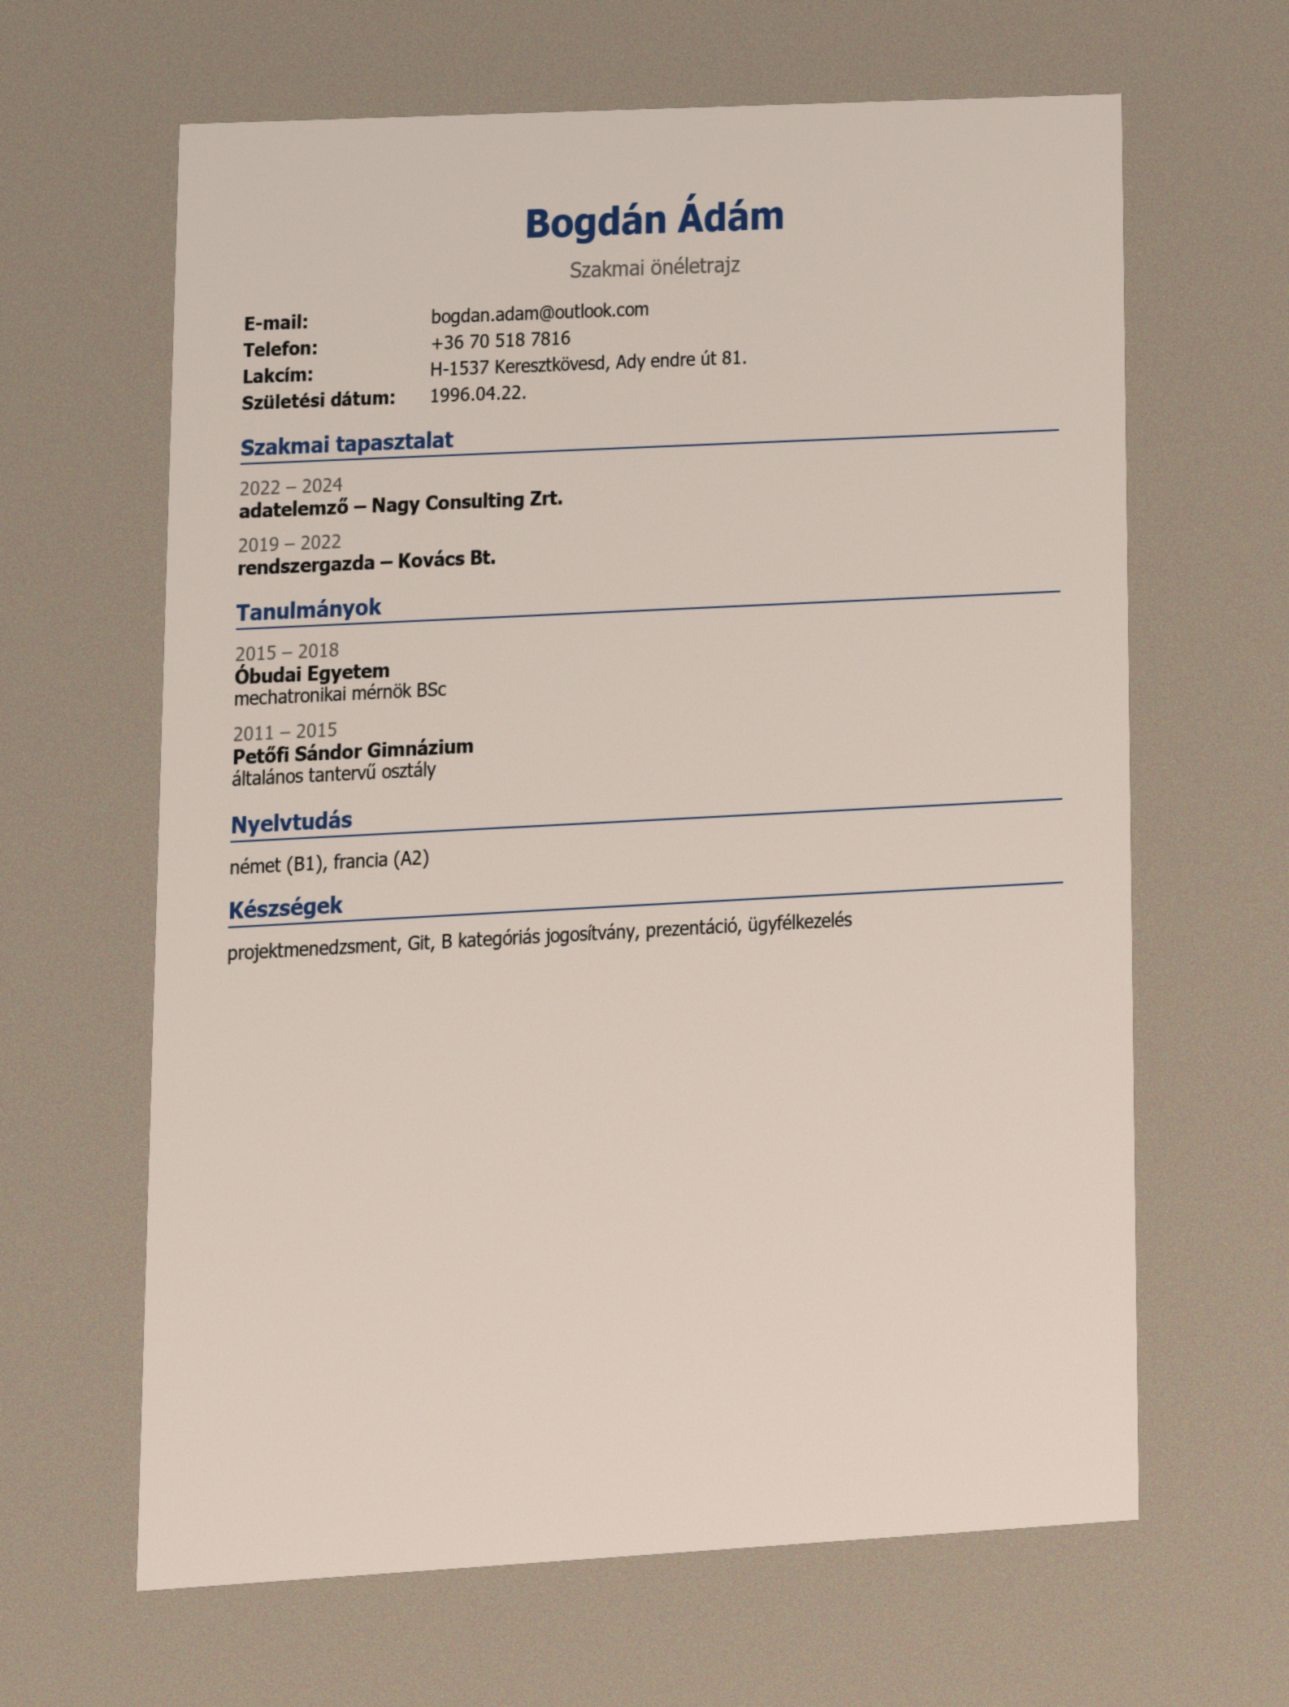 Bogdán Ádám
Szakmai önéletrajz
E-mail: bogdan.adam@outlook.com
Telefon: +36 70 518 7816
Lakcím: H-1537 Keresztkövesd, Ady endre út 81.
Születési dátum: 1996.04.22.
Szakmai tapasztalat
2022 – 2024
adatelemző – Nagy Consulting Zrt.
2019 – 2022
rendszergazda – Kovács Bt.
Tanulmányok
2015 – 2018
Óbudai Egyetem
mechatronikai mérnök BSc
2011 – 2015
Petőfi Sándor Gimnázium
általános tantervű osztály
Nyelvtudás
német (B1), francia (A2)
Készségek
projektmenedzsment, Git, B kategóriás jogosítvány, prezentáció, ügyfélkezelés